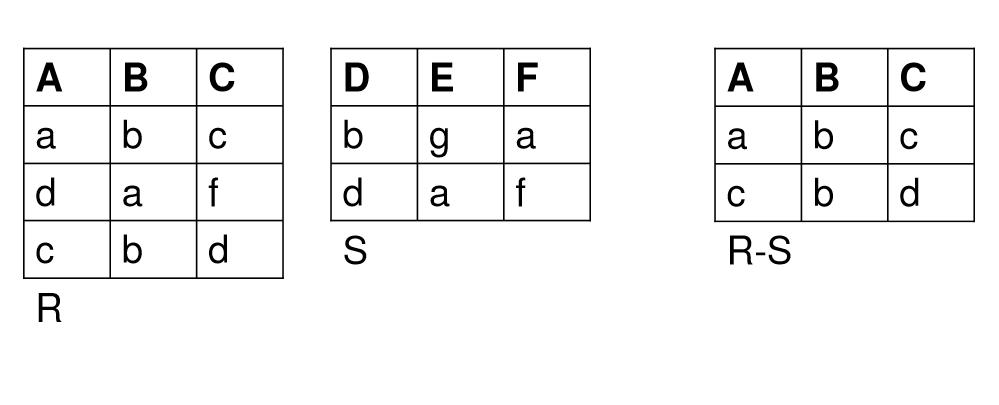 A B C
a b c
d a f
c b d
R
D E F
b g a
d a f
S
A B C
a b c
c b d
R-S